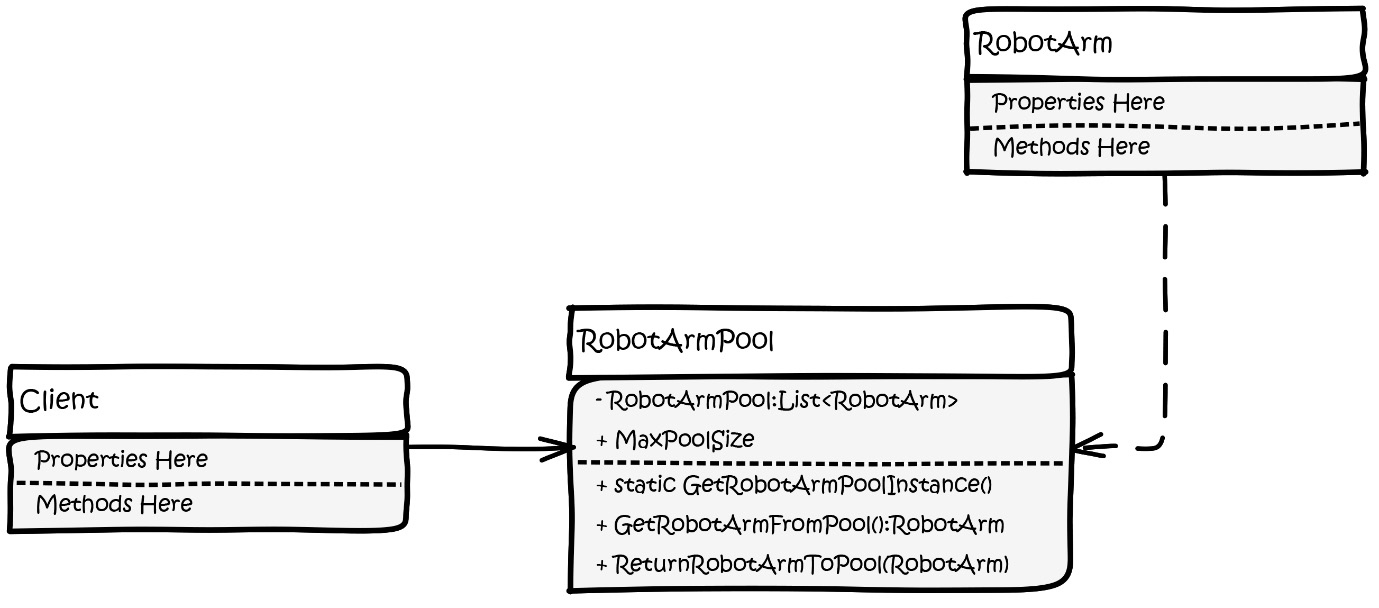 RobotArm
Properties Here
Methods Here
RobotArmPool
- RobotArmPool:List<RobotArm>
+ MaxPoolSize
+ static GetRobotArmPoolInstance()
+ GetRobotArmFromPool():RobotArm
+ ReturnRobotArmToPool(RobotArm)
Client
Properties Here
Methods Here